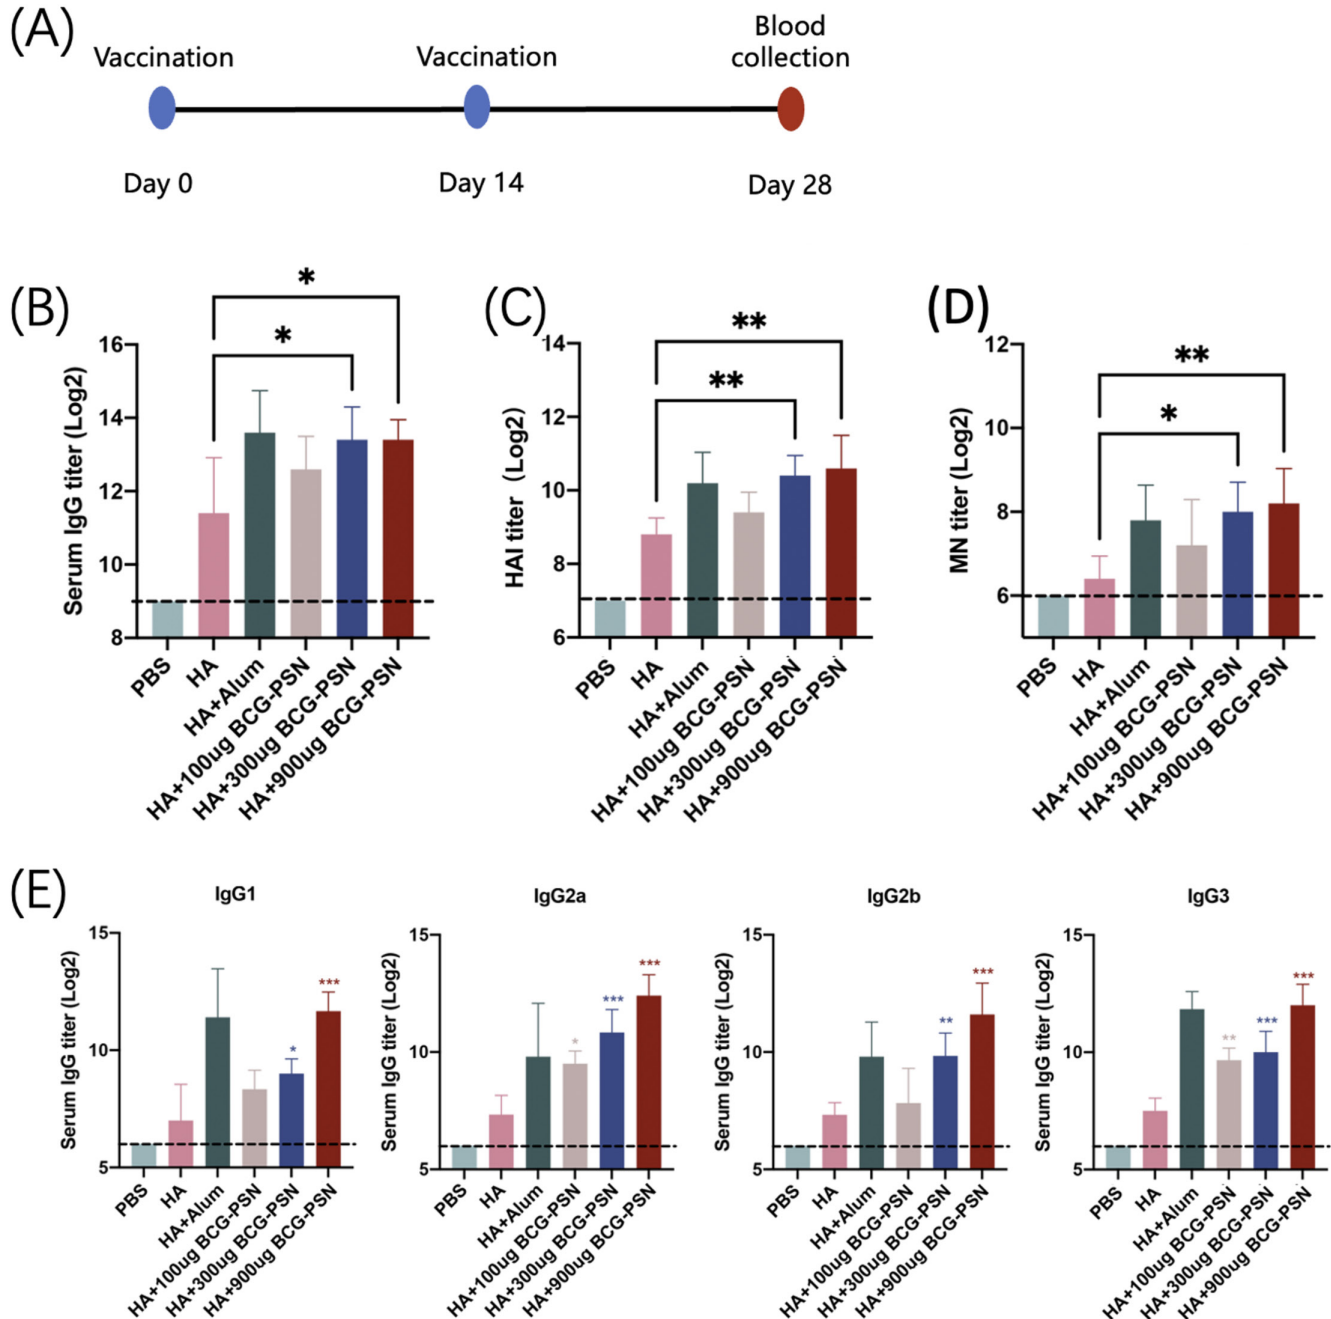 (A)
Vaccination
Vaccination
Blood
collection
Day 0
Day 14
Day 28
(B)
*
*
Serum IgG titer (Log2)
16
14
12
10
8
PBS
HA
HA+Alum
HA+100ug BCG-PSN
HA+300ug BCG-PSN
HA+900ug BCG-PSN
(C)
**
**
HAI titer (Log2)
14
12
10
8
6
PBS
HA
HA+Alum
HA+100ug BCG-PSN
HA+300ug BCG-PSN
HA+900ug BCG-PSN
(D)
**
*
MN titer (Log2)
12
10
8
6
PBS
HA
HA+Alum
HA+100ug BCG-PSN
HA+300ug BCG-PSN
HA+900ug BCG-PSN
(E)
IgG1
Serum IgG titer (Log2)
15
10
5
*
***
PBS
HA
HA+Alum
HA+100ug BCG-PSN
HA+300ug BCG-PSN
HA+900ug BCG-PSN
IgG2a
Serum IgG titer (Log2)
15
10
5
*
***
***
PBS
HA
HA+Alum
HA+100ug BCG-PSN
HA+300ug BCG-PSN
HA+900ug BCG-PSN
IgG2b
Serum IgG titer (Log2)
15
10
5
**
***
PBS
HA
HA+Alum
HA+100ug BCG-PSN
HA+300ug BCG-PSN
HA+900ug BCG-PSN
IgG3
Serum IgG titer (Log2)
15
10
5
**
***
***
PBS
HA
HA+Alum
HA+100ug BCG-PSN
HA+300ug BCG-PSN
HA+900ug BCG-PSN